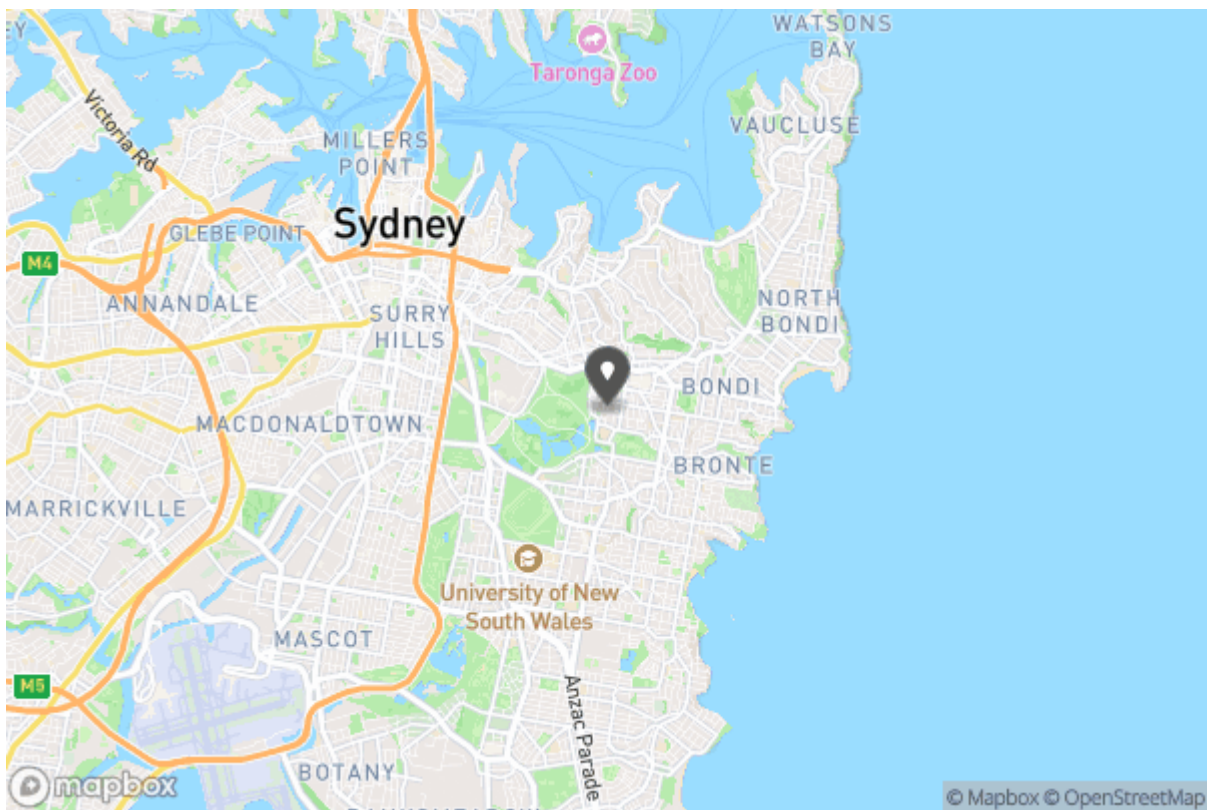 WATSONS
BAY
EY
Taronga Zoo
Victoria Rd
VAUCLUSE
MILLERS
POINT
Sydney
GLEBE POINT
M4
ANNANDALE
SURRY
HILLS
NORTH
BONDI
BONDI
MACDONALDTOWN
BRONTE
MARRICKVILLE
University of New
South Wales
MASCOT
M5
Anzac Parade
BOTANY
mapbox
© Mapbox © OpenStreetMap